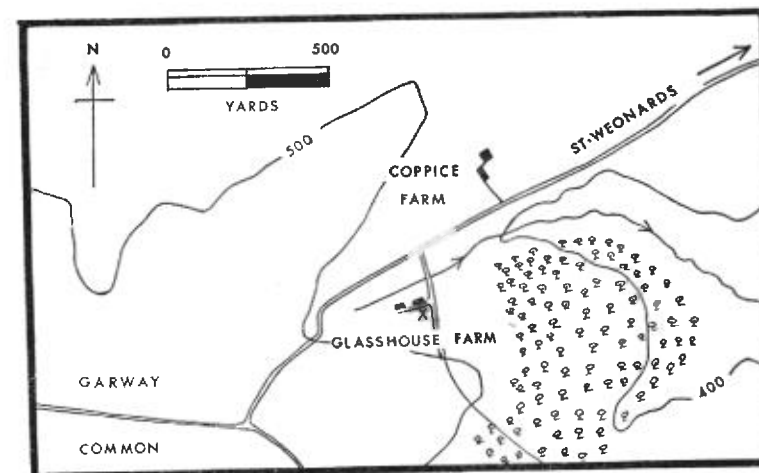 N
0 500
YARDS
ST·WEONARDS
500
COPPICE
FARM
X
GLASSHOUSE FARM
GARWAY
400
COMMON